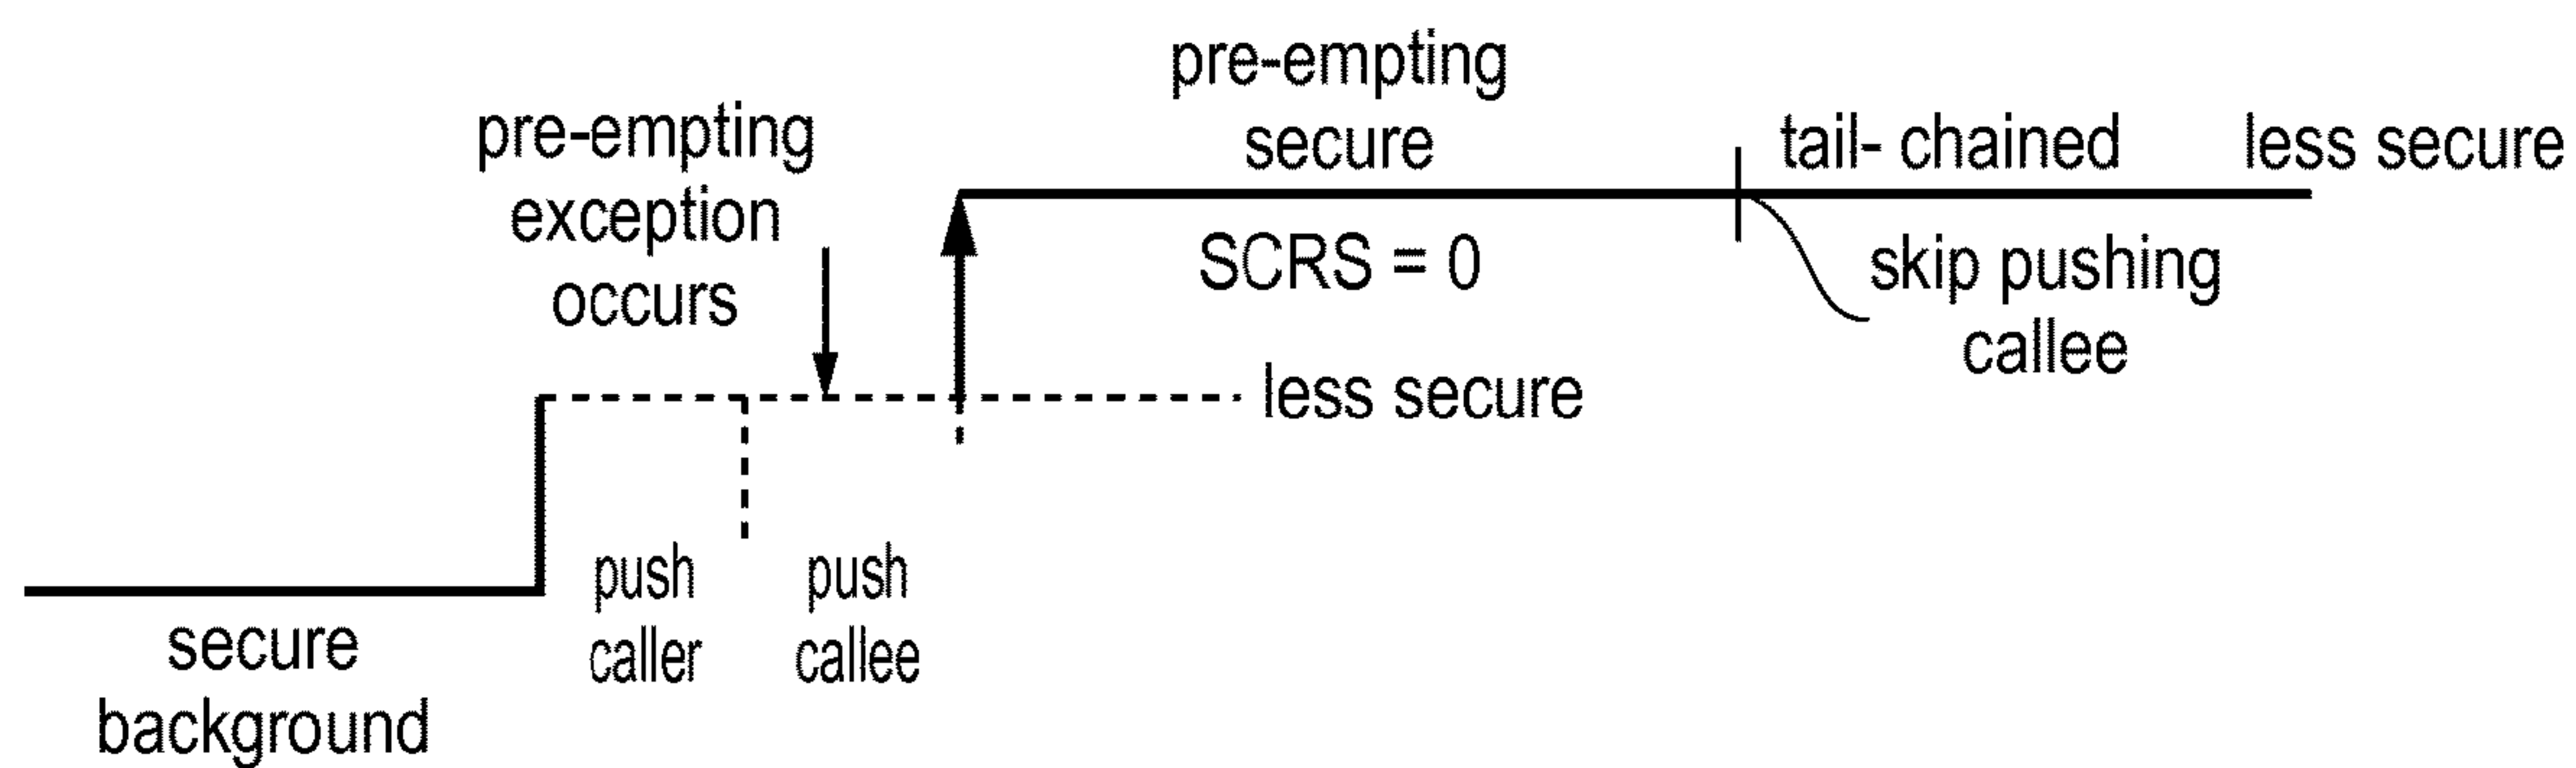 pre-empting
secure
pre-empting
exception
occurs
tail- chained
less secure
SCRS = 0
skip pushing
callee
less secure
push
caller
push
callee
secure
background